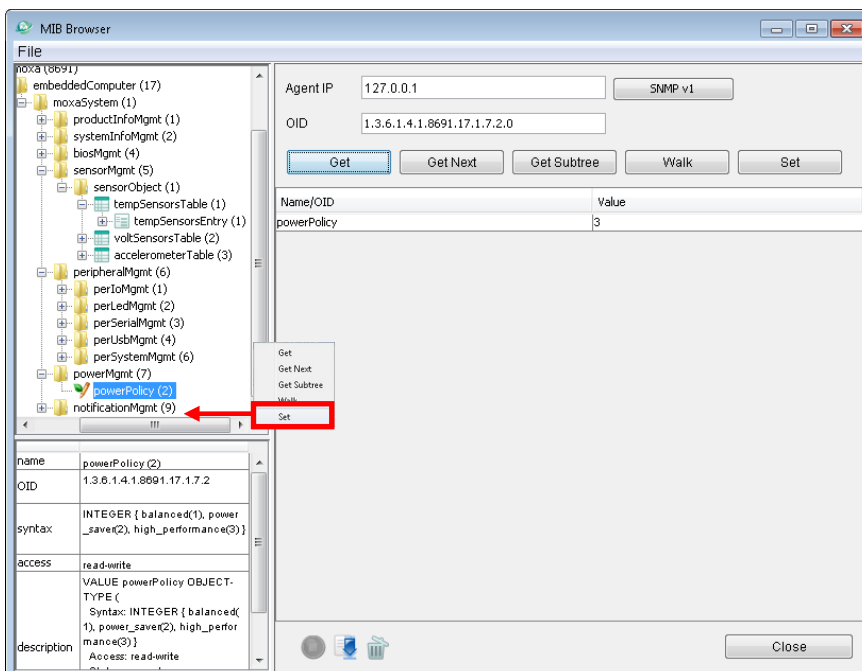 MIB Browser
File
moxa (8691)
embeddedComputer (17)
moxaSystem (1)
productInfoMgmt (1)
systemInfoMgmt (2)
biosMgmt (4)
sensorMgmt (5)
sensorObject (1)
tempSensorsTable (1)
tempSensorsEntry (1)
voltSensorsTable (2)
accelerometerTable (3)
peripheralMgmt (6)
perIoMgmt (1)
perLedMgmt (2)
perSerialMgmt (3)
perUsbMgmt (4)
perSystemMgmt (6)
powerMgmt (7)
powerPolicy (2)
notificationMgmt (9)
Get
Get Next
Get Subtree
Walk
Set
name powerPolicy (2)
OID 1.3.6.1.4.1.8691.17.1.7.2
syntax INTEGER { balanced(1), power
_saver(2), high_performance(3) }
access read-write
description VALUE powerPolicy OBJECT-
TYPE (
Syntax: INTEGER { balanced(
1), power_saver(2), high_perfor
mance(3) }
Access: read-write
Agent IP 127.0.0.1 SNMP v1
OID 1.3.6.1.4.1.8691.17.1.7.2.0
Get Get Next Get Subtree Walk Set
Name/OID Value
powerPolicy 3
Close